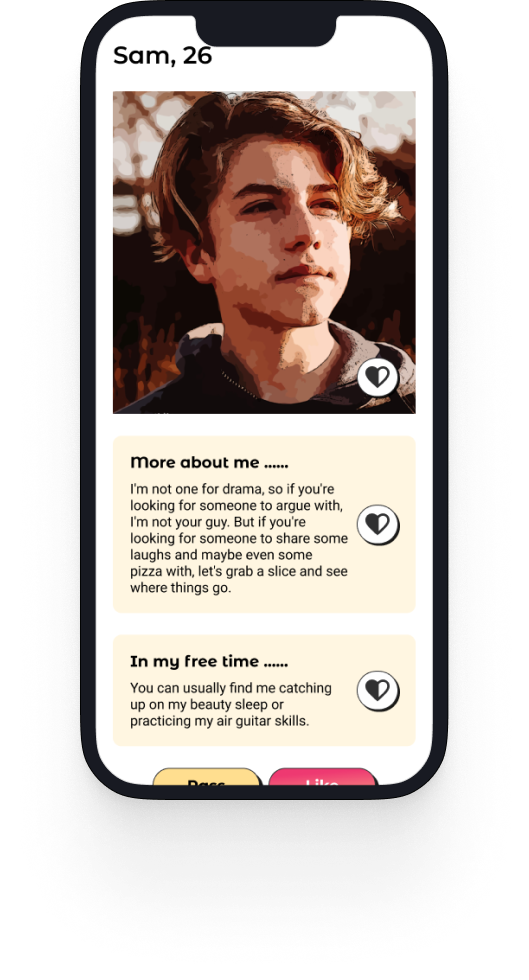 Sam, 26
More about me ......
I'm not one for drama, so if you're
looking for someone to argue with,
I'm not your guy. But if you're
looking for someone to share some
laughs and maybe even some
pizza with, let's grab a slice and see
where things go.
In my free time ......
You can usually find me catching
up on my beauty sleep or
practicing my air guitar skills.
Pass Like